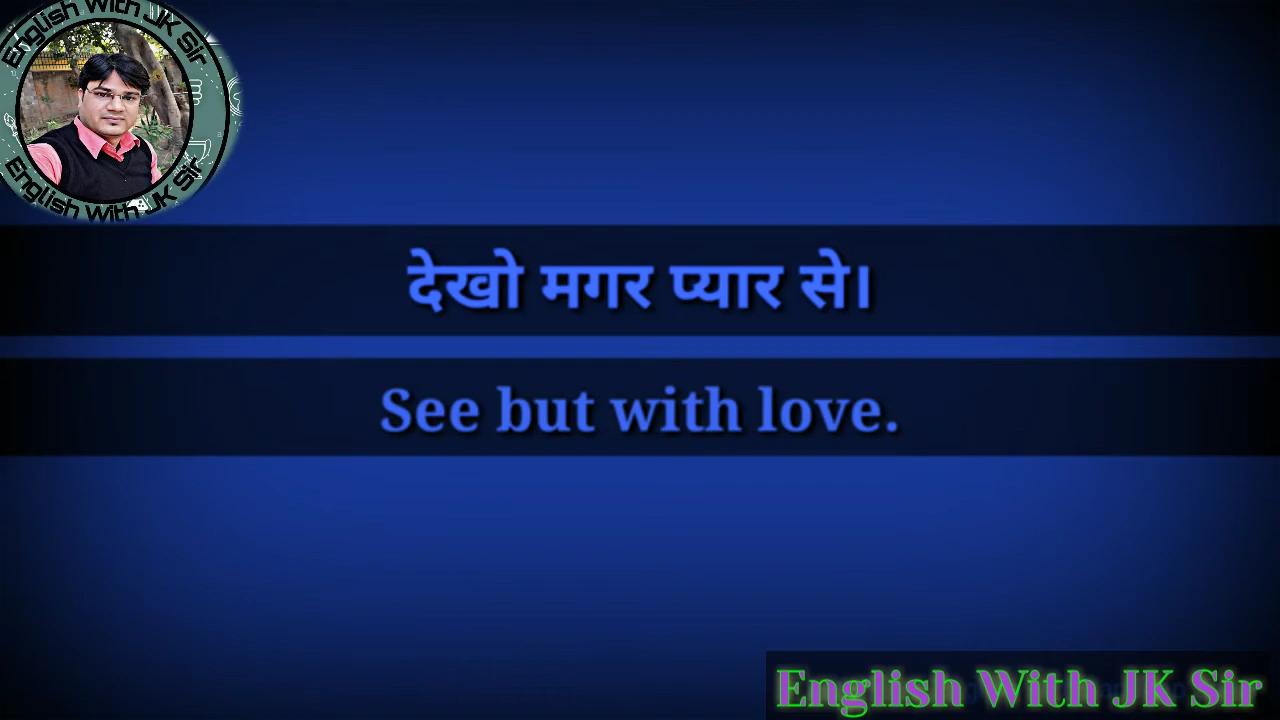 English With JK Sir
देखो मगर प्यार से।
See but with love.
English With JK Sir
English With JK Sir